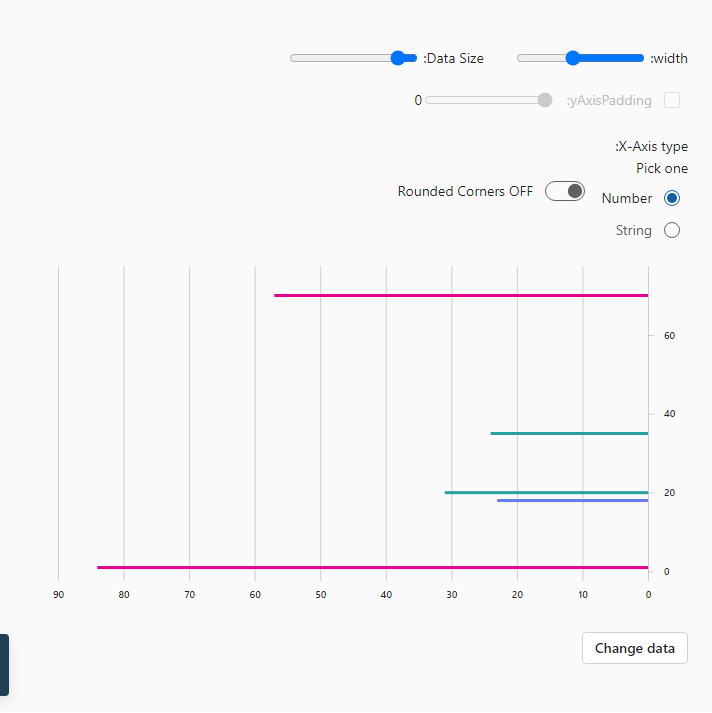 :width
:Data Size
:yAxisPadding
0
:X-Axis type
Pick one
Number
Rounded Corners OFF
String
60
40
20
0
90 80 70 60 50 40 30 20 10 0
Change data